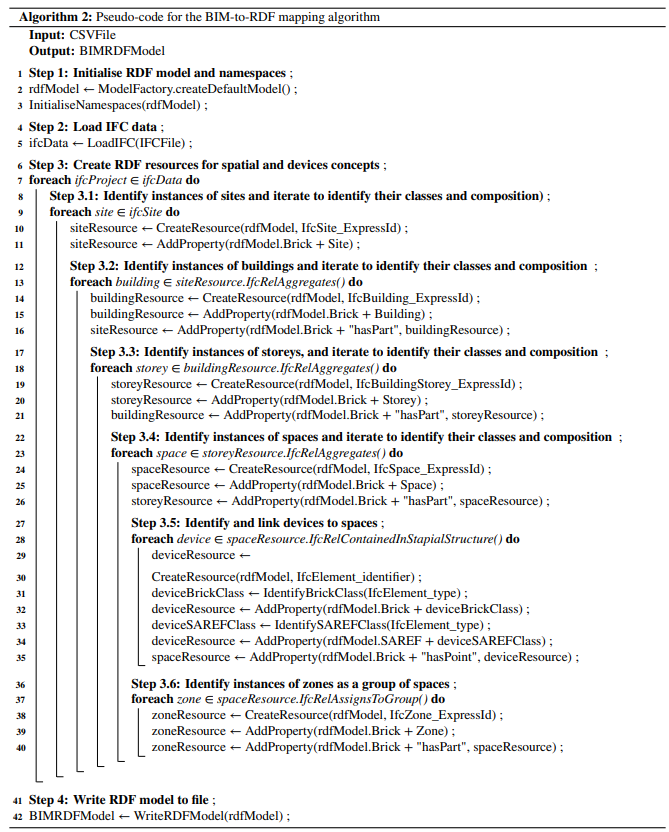 Algorithm 2: Pseudo-code for the BIM-to-RDF mapping algorithm
Input: CSVFile
Output: BIMRDFModel
1 Step 1: Initialise RDF model and namespaces ;
2 rdfModel ← ModelFactory.createDefaultModel() ;
3 InitialiseNamespaces(rdfModel) ;
4 Step 2: Load IFC data ;
5 ifcData ← LoadIFC(IFCFile) ;
6 Step 3: Create RDF resources for spatial and devices concepts ;
7 foreach ifcProject ∈ ifcData do
8 Step 3.1: Identify instances of sites and iterate to identify their classes and composition) ;
9 foreach site ∈ ifcSite do
10 siteResource ← CreateResource(rdfModel, IfcSite_ExpressId) ;
11 siteResource ← AddProperty(rdfModel.Brick + Site) ;
12 Step 3.2: Identify instances of buildings and iterate to identify their classes and composition ;
13 foreach building ∈ siteResource.IfcRelAggregates() do
14 buildingResource ← CreateResource(rdfModel, IfcBuilding_ExpressId) ;
15 buildingResource ← AddProperty(rdfModel.Brick + Building) ;
16 siteResource ← AddProperty(rdfModel.Brick + "hasPart", buildingResource) ;
17 Step 3.3: Identify instances of storeys, and iterate to identify their classes and composition ;
18 foreach storey ∈ buildingResource.IfcRelAggregates() do
19 storeyResource ← CreateResource(rdfModel, IfcBuildingStorey_ExpressId) ;
20 storeyResource ← AddProperty(rdfModel.Brick + Storey) ;
21 buildingResource ← AddProperty(rdfModel.Brick + "hasPart", storeyResource) ;
22 Step 3.4: Identify instances of spaces and iterate to identify their classes and composition ;
23 foreach space ∈ storeyResource.IfcRelAggregates() do
24 spaceResource ← CreateResource(rdfModel, IfcSpace_ExpressId) ;
25 spaceResource ← AddProperty(rdfModel.Brick + Space) ;
26 storeyResource ← AddProperty(rdfModel.Brick + "hasPart", spaceResource) ;
27 Step 3.5: Identify and link devices to spaces ;
28 foreach device ∈ spaceResource.IfcRelContainedInStapialStructure() do
29 deviceResource ←
30 CreateResource(rdfModel, IfcElement_identifier) ;
31 deviceBrickClass ← IdentifyBrickClass(IfcElement_type) ;
32 deviceResource ← AddProperty(rdfModel.Brick + deviceBrickClass) ;
33 deviceSAREFClass ← IdentifySAREFClass(IfcElement_type) ;
34 deviceResource ← AddProperty(rdfModel.SAREF + deviceSAREFClass) ;
35 spaceResource ← AddProperty(rdfModel.Brick + "hasPoint", deviceResource) ;
36 Step 3.6: Identify instances of zones as a group of spaces ;
37 foreach zone ∈ spaceResource.IfcRelAssignsToGroup() do
38 zoneResource ← CreateResource(rdfModel, IfcZone_ExpressId) ;
39 zoneResource ← AddProperty(rdfModel.Brick + Zone) ;
40 zoneResource ← AddProperty(rdfModel.Brick + "hasPart", spaceResource) ;
41 Step 4: Write RDF model to file ;
42 BIMRDFModel ← WriteRDFModel(rdfModel) ;